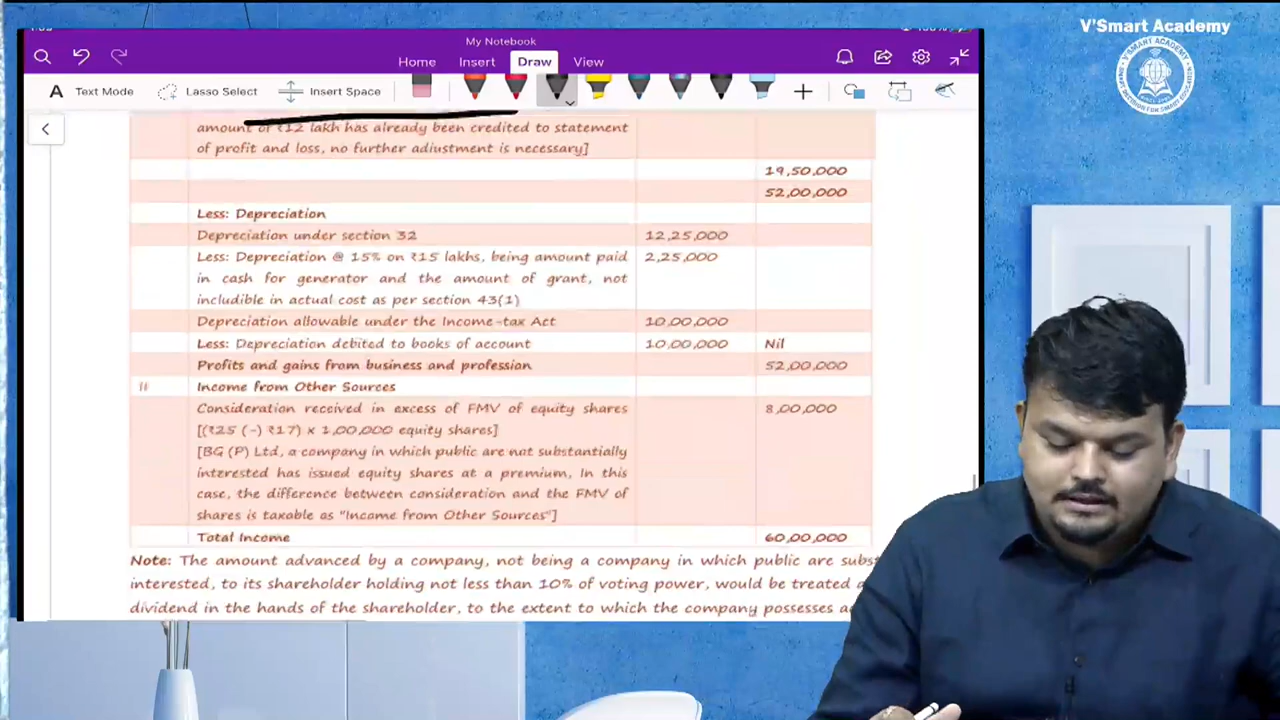 V'Smart Academy
My Notebook
Home Insert Draw View
A Text Mode Lasso Select Insert Space
amount of ₹12 lakh has already been credited to statement
of profit and loss, no further adjustment is necessary]
19,50,000
52,00,000
Less: Depreciation
Depreciation under section 32 12,25,000
Less: Depreciation @ 15% on ₹15 lakhs, being amount paid 2,25,000
in cash for generator and the amount of grant, not
includible in actual cost as per section 43(1)
Depreciation allowable under the Income-tax Act 10,00,000
Less: Depreciation debited to books of account 10,00,000 Nil
Profits and gains from business and profession 52,00,000
II Income from Other Sources
Consideration received in excess of FMV of equity shares 8,00,000
[(₹25 (-) ₹17) x 1,00,000 equity shares]
[BG (P) Ltd, a company in which public are not substantially
interested has issued equity shares at a premium, In this
case, the difference between consideration and the FMV of
shares is taxable as "Income from Other Sources"]
Total Income 60,00,000
Note: The amount advanced by a company, not being a company in which public are subs
interested, to its shareholder holding not less than 10% of voting power, would be treated
dividend in the hands of the shareholder, to the extent to which the company possesses